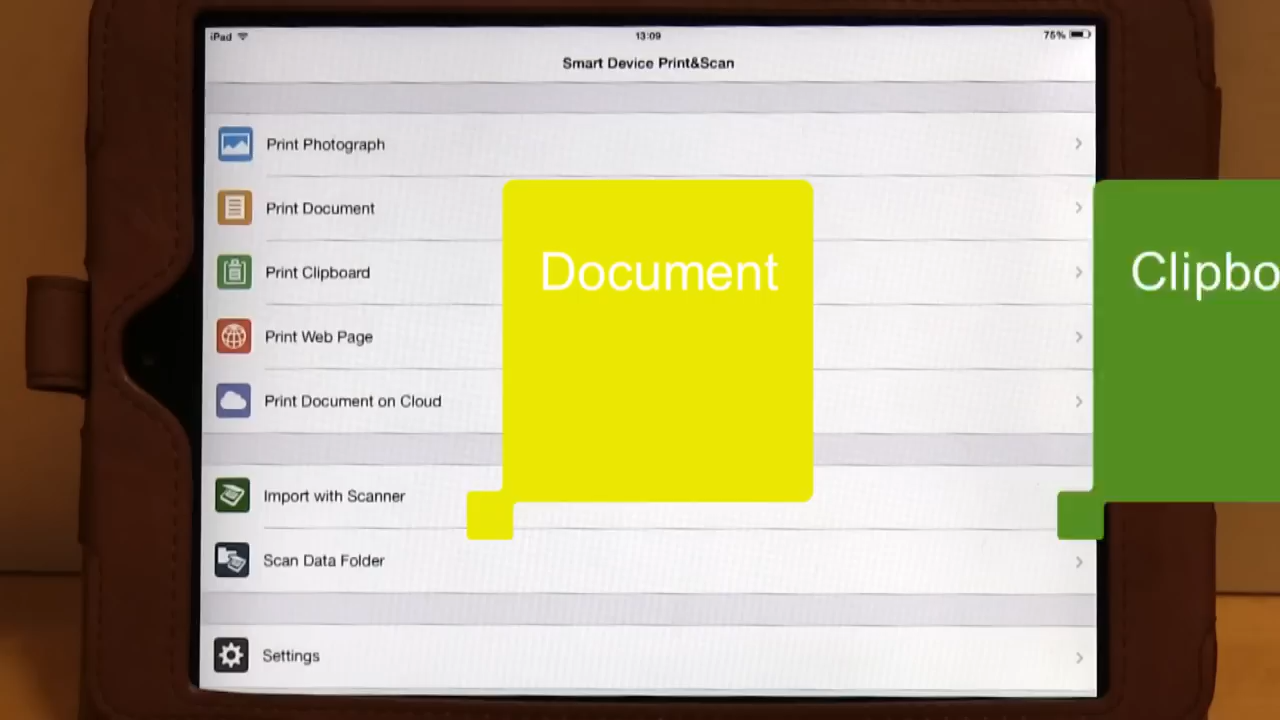 iPad 13:09 75%
Smart Device Print&Scan
Print Photograph
Print Document
Print Clipboard
Print Web Page
Print Document on Cloud
Import with Scanner
Scan Data Folder
Settings
Document
Clipbo